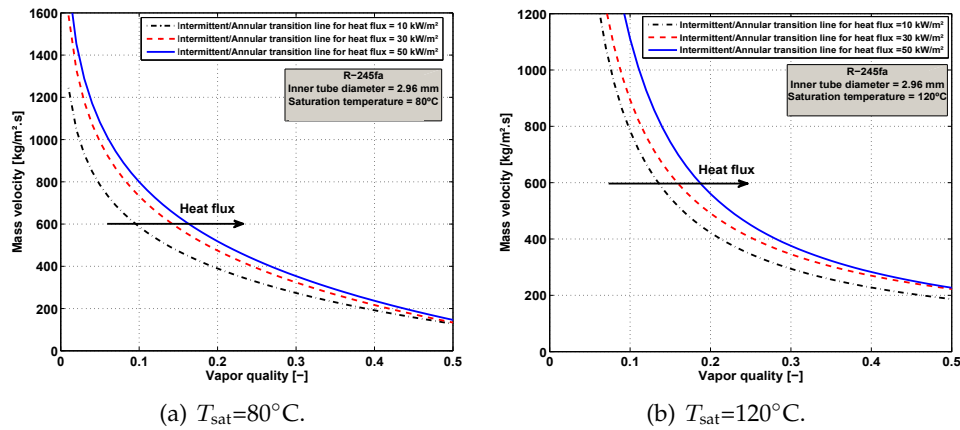 Intermittent/Annular transition line for heat flux = 10 kW/m²
Intermittent/Annular transition line for heat flux = 30 kW/m²
Intermittent/Annular transition line for heat flux = 50 kW/m²
R−245fa
Inner tube diameter = 2.96 mm
Saturation temperature = 80ºC
Heat flux
Mass velocity [kg/m².s]
1600
1400
1200
1000
800
600
400
200
0
0 0.1 0.2 0.3 0.4 0.5
Vapor quality [−]
(a) Tsat=80°C.
Intermittent/Annular transition line for heat flux =10 kW/m²
Intermittent/Annular transition line for heat flux =30 kW/m²
Intermittent/Annular transition line for heat flux =50 kW/m²
R−245fa
Inner tube diameter = 2.96 mm
Saturation temperature = 120ºC
Heat flux
Mass velocity [kg/m².s]
1200
1000
800
600
400
200
0
0 0.1 0.2 0.3 0.4 0.5
Vapor quality [−]
(b) Tsat=120°C.